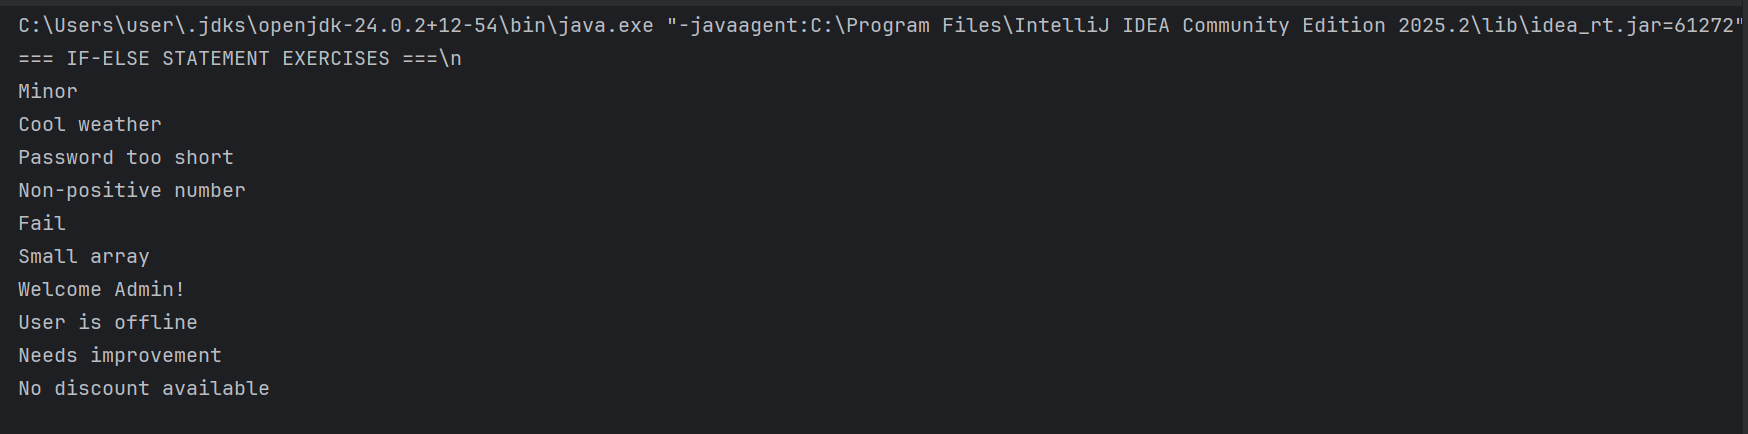 C:\Users\user\.jdks\openjdk-24.0.2+12-54\bin\java.exe "-javaagent:C:\Program Files\IntelliJ IDEA Community Edition 2025.2\lib\idea_rt.jar=61272"
=== IF-ELSE STATEMENT EXERCISES ===\n
Minor
Cool weather
Password too short
Non-positive number
Fail
Small array
Welcome Admin!
User is offline
Needs improvement
No discount available